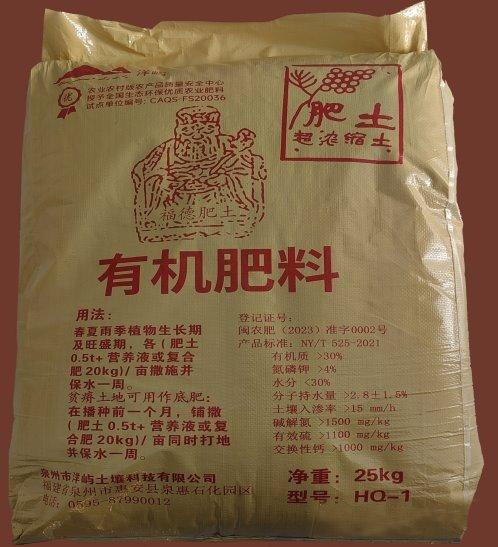 洋屿
优
农业农村版农产品质量安全中心
授予全国生态环保优质农业肥料
试点单位编号: CAQS-FS20036
肥土
超浓缩土
福德肥土
有机肥料
用法:
春夏雨季植物生长期
及旺盛期，各 ( 肥土
0.5t+ 营养液或复合
肥 20kg) / 亩撒施并
保水一周。
贫瘠土地可用作底肥:
在播种前一个月，铺撒
( 肥土 0.5t+ 营养液或复
合肥 20kg) / 亩同时打地
共保水一周。
登记证号:
闽农肥 (2023) 准字0002号
产品标准: NY/T 525-2021
有机质 >30%
氮磷钾 >4%
水分 <30%
分子持水量 >2.8±1.5%
土壤入渗率 >15 mm/h
碱解氮 >1500 mg/kg
有效硫 >1100 mg/kg
交换性钙 >1000 mg/kg
泉州市洋屿土壤科技有限公司
福建省泉州市惠安县泉惠石化园区
电话: 0595-87990012
净重: 25kg
型号: HQ-1